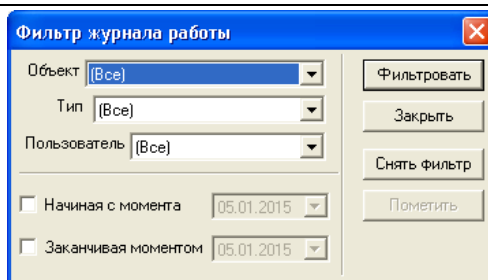 Фильтр журнала работы
Объект (Все)
Тип (Все)
Пользователь (Все)
Начиная с момента 05.01.2015
Заканчивая моментом 05.01.2015
Фильтровать
Закрыть
Снять фильтр
Пометить